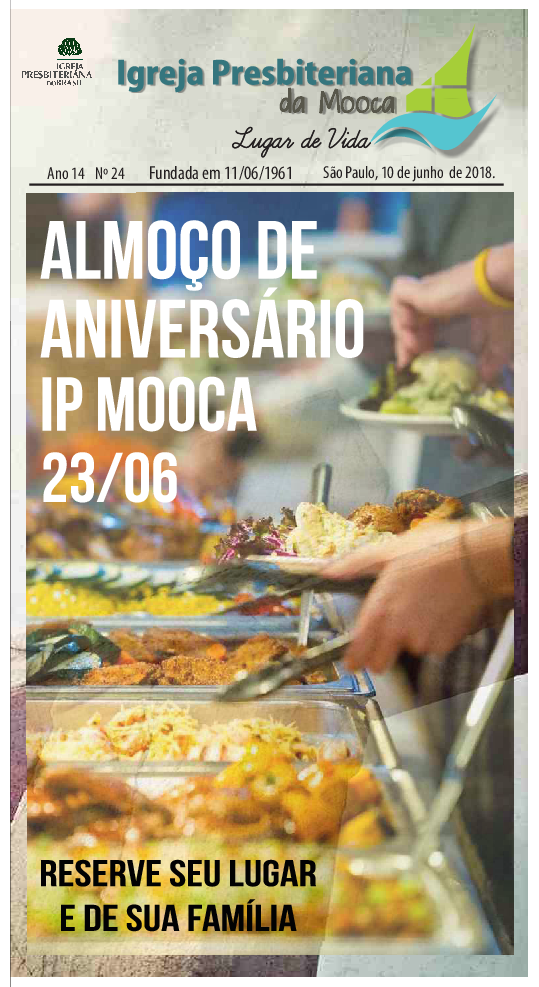 IGREJA
PRESBITERIANA
DO BRASIL
Igreja Presbiteriana
da Mooca
Lugar de Vida
Ano 14 Nº 24 Fundada em 11/06/1961 São Paulo, 10 de junho de 2018.
ALMOÇO DE
ANIVERSÁRIO
IP MOOCA
23/06
RESERVE SEU LUGAR
E DE SUA FAMÍLIA